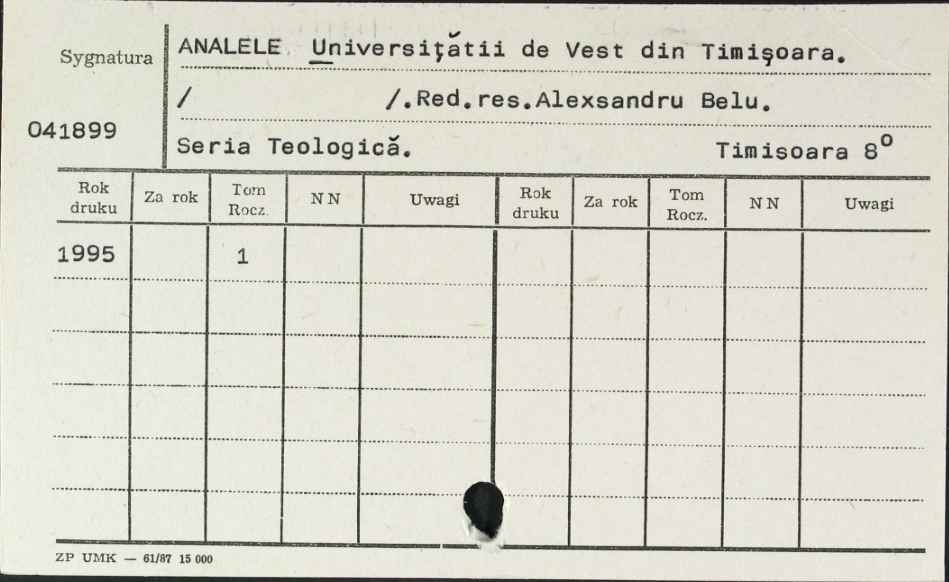 Sygnatura
ANALELE Universiţătii de Vest din Timişoara.
/ /.Red.res.Alexsandru Belu.
041899
Seria Teologică.
Timisoara 8⁰
Rok druku Za rok Tom Rocz. NN Uwagi Rok druku Za rok Tom Rocz. NN Uwagi
1995 1
ZP UMK — 61/87 15 000